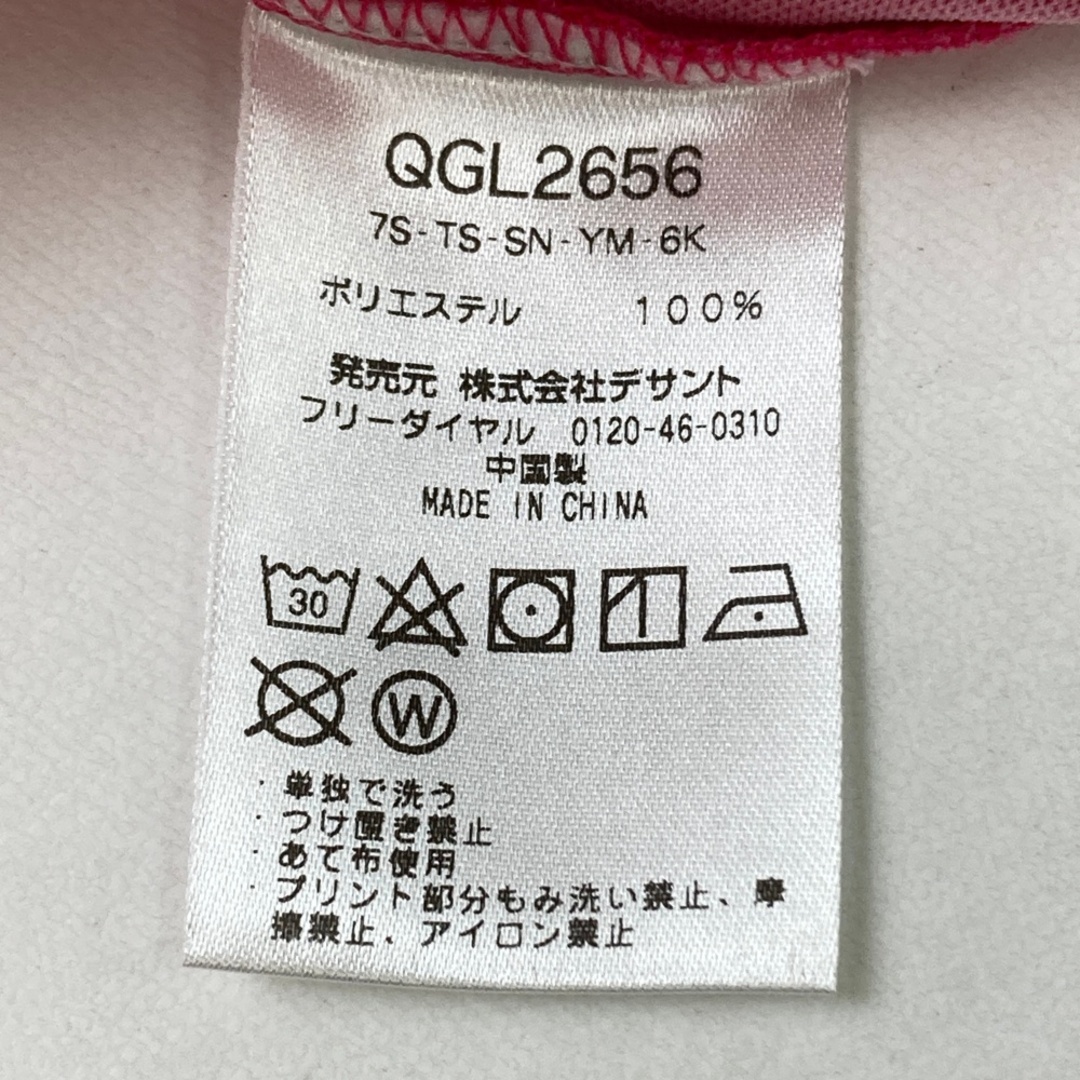 QGL2656
7S-TS-SN-YM-6K
ポリエステル 100%
発売元 株式会社デサント
フリーダイヤル 0120-46-0310
中国製
MADE IN CHINA
30
W
・単独で洗う
・つけ置き禁止
・あて布使用
・プリント部分もみ洗い禁止、摩
擦禁止、アイロン禁止